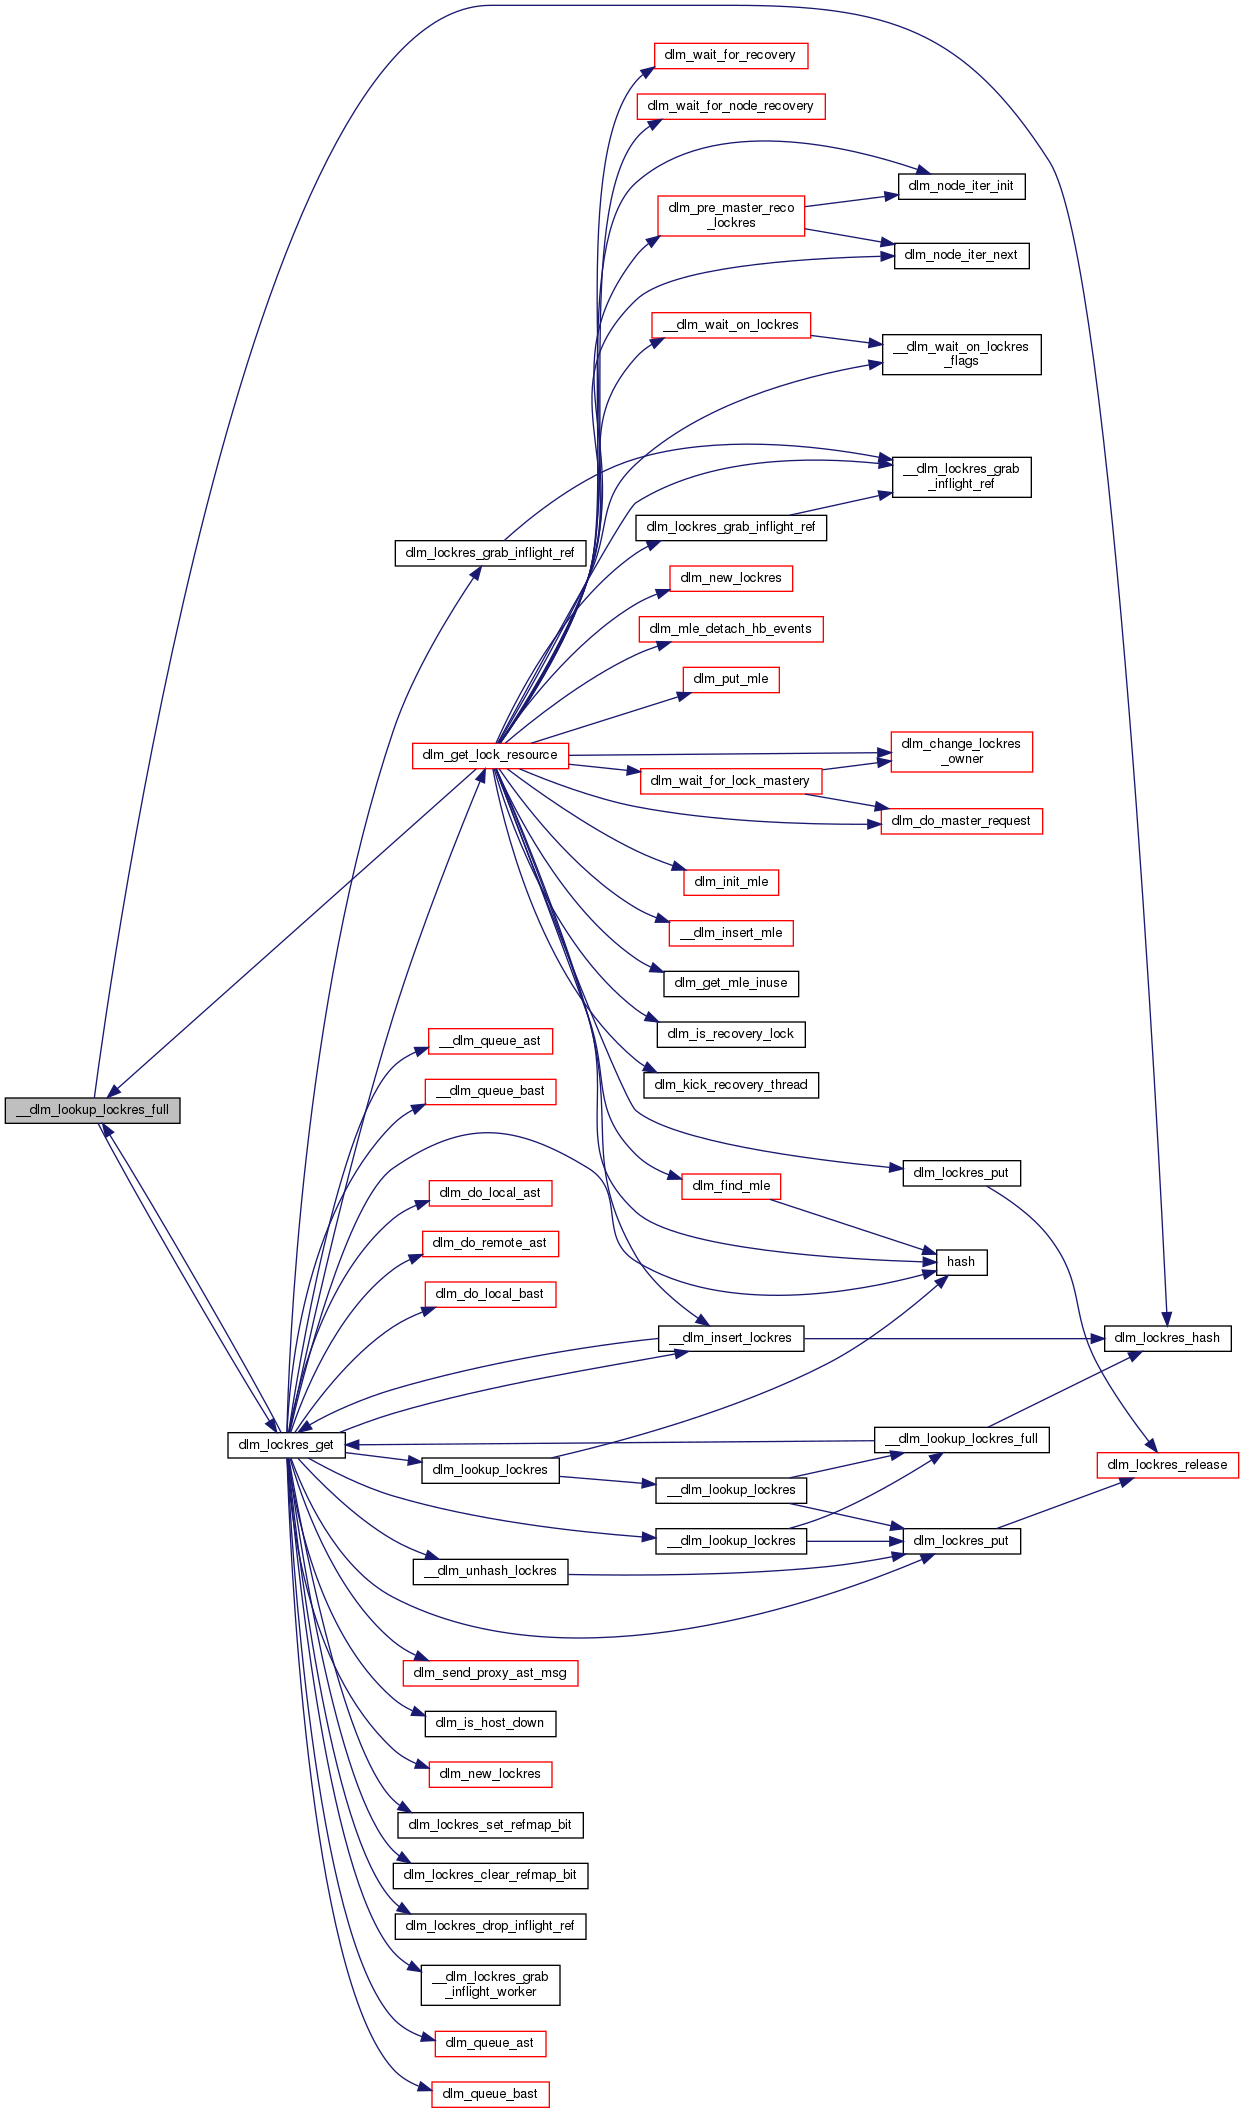 dlm_wait_for_recovery
dlm_wait_for_node_recovery
dlm_node_iter_init
dlm_pre_master_reco
_lockres
dlm_node_iter_next
__dlm_wait_on_lockres
__dlm_wait_on_lockres
_flags
__dlm_lockres_grab
_inflight_ref
dlm_lockres_grab_inflight_ref
dlm_lockres_grab_inflight_ref
dlm_new_lockres
dlm_mle_detach_hb_events
dlm_put_mle
dlm_get_lock_resource
dlm_change_lockres
_owner
dlm_wait_for_lock_mastery
dlm_do_master_request
dlm_init_mle
__dlm_insert_mle
dlm_get_mle_inuse
dlm_is_recovery_lock
__dlm_queue_ast
dlm_kick_recovery_thread
__dlm_queue_bast
__dlm_lookup_lockres_full
dlm_lockres_put
dlm_find_mle
dlm_do_local_ast
dlm_do_remote_ast
hash
dlm_do_local_bast
__dlm_insert_lockres
dlm_lockres_hash
dlm_lockres_get
__dlm_lookup_lockres_full
dlm_lookup_lockres
dlm_lockres_release
__dlm_lookup_lockres
__dlm_lookup_lockres
dlm_lockres_put
__dlm_unhash_lockres
dlm_send_proxy_ast_msg
dlm_is_host_down
dlm_new_lockres
dlm_lockres_set_refmap_bit
dlm_lockres_clear_refmap_bit
dlm_lockres_drop_inflight_ref
__dlm_lockres_grab
_inflight_worker
dlm_queue_ast
dlm_queue_bast